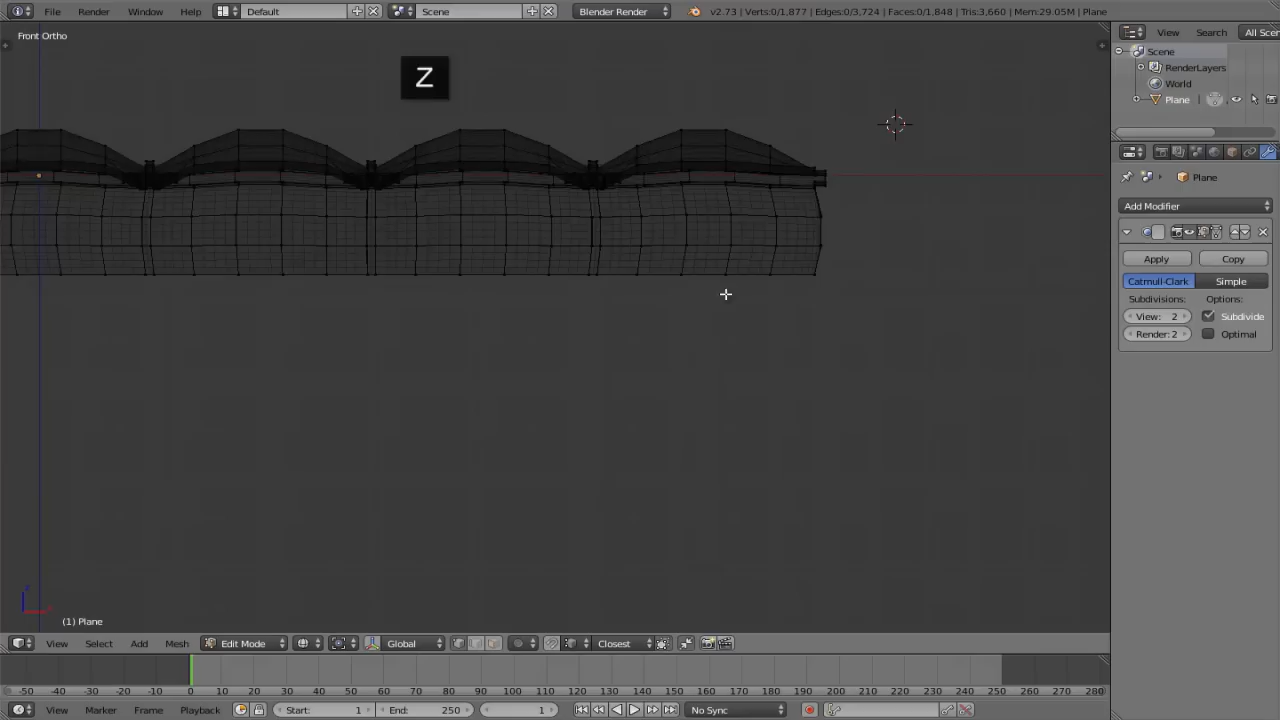 File Render Window Help Default Scene Blender Render v2.73 | Verts:0/1,877 | Edges:0/3,724 | Faces:0/1,848 | Tris:3,660 | Mem:29.05M | Plane
View Search All Scen
Front Ortho
Z
Scene
RenderLayers
World
Plane
Plane
Add Modifier
Apply Copy
Catmull-Clark Simple
Subdivisions: Options:
View: 2 Subdivide
Render: 2 Optimal
(1) Plane
View Select Add Mesh Edit Mode Global Closest
-50 -40 -30 -20 -10 0 10 20 30 40 50 60 70 80 90 100 110 120 130 140 150 160 170 180 190 200 210 220 230 240 250 260 270 280
View Marker Frame Playback Start: 1 End: 250 1 No Sync